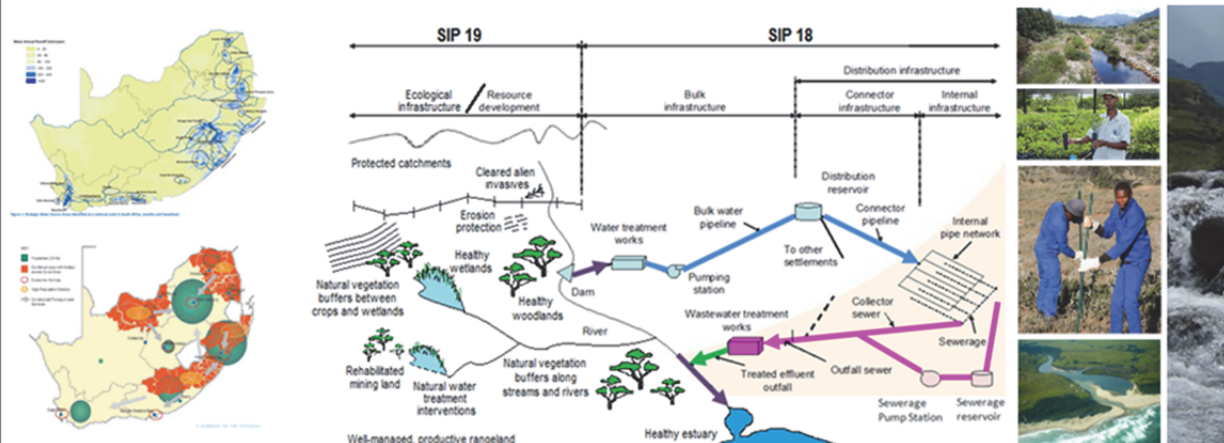 SIP 19
SIP 18
Distribution infrastructure
Ecological
infrastructure
Resource
development
Bulk
infrastructure
Connector
infrastructure
Internal
infrastructure
Protected catchments
Cleared alien
invasives
Erosion
protection
Distribution
reservoir
Bulk water
pipeline
Connector
pipeline
Internal
pipe network
Water treatment
works
Healthy
wetlands
To other
settlements
Pumping
station
Dam
Natural vegetation
buffers between
crops and wetlands
Healthy
woodlands
Collector
sewer
Wastewater treatment
works
River
Sewerage
Rehabilitated
mining land
Natural water
treatment
interventions
Natural vegetation
buffers along
streams and rivers
Treated effluent
outfall
Outfall sewer
Sewerage
Pump Station
Sewerage
reservoir
Healthy estuary
Well-managed, productive rangeland